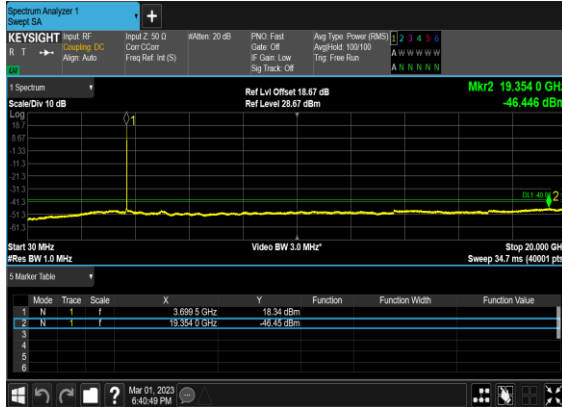 Spectrum Analyzer 1
Swept SA
+
KEYSIGHT Input: RF Input Z: 50 Ω #Atten: 20 dB PNO: Fast Avg Type: Power (RMS) 1 2 3 4 5 6
R T Coupling: DC Corr CCorr Gate: Off Avg|Hold: 100/100 A W W W W W
Align: Auto Freq Ref: Int (S) IF Gain: Low Trig: Free Run
Sig Track: Off A N N N N N
1 Spectrum Ref Lvl Offset 18.67 dB Mkr2 19.354 0 GHz
Scale/Div 10 dB Ref Level 28.67 dBm -46.446 dBm
Log
18.7
8.67
-1.33
-11.3
-21.3
-31.3
-41.3
-51.3
-61.3
1
2
Start 30 MHz Video BW 3.0 MHz* Stop 20.000 GH
#Res BW 1.0 MHz Sweep 34.7 ms (40001 pts
5 Marker Table
Mode Trace Scale X Y Function Function Width Function Value
1 N 1 f 3.699 5 GHz 18.34 dBm
2 N 1 f 19.354 0 GHz -46.45 dBm
3
4
5
6
? Mar 01, 2023
6:40:49 PM